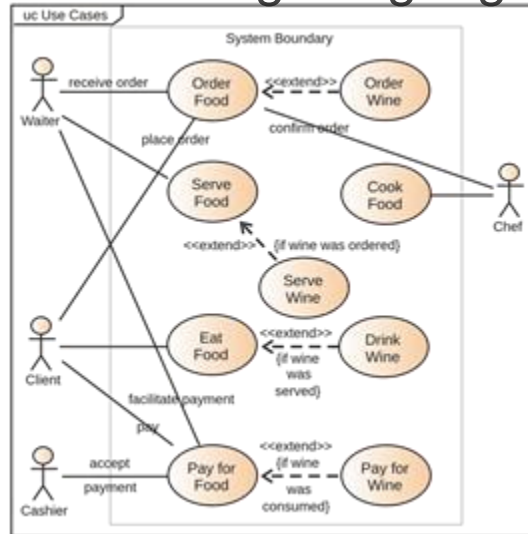 uc Use Cases
System Boundary
receive order
Order
Food
<<extend>>
Order
Wine
Waiter
place order
confirm order
Serve
Food
Cook
Food
Chef
<<extend>>
{if wine was ordered}
Serve
Wine
Client
Eat
Food
<<extend>>
{if wine
was
served}
Drink
Wine
facilitate payment
pay
accept
payment
Cashier
Pay for
Food
<<extend>>
{if wine
was
consumed}
Pay for
Wine